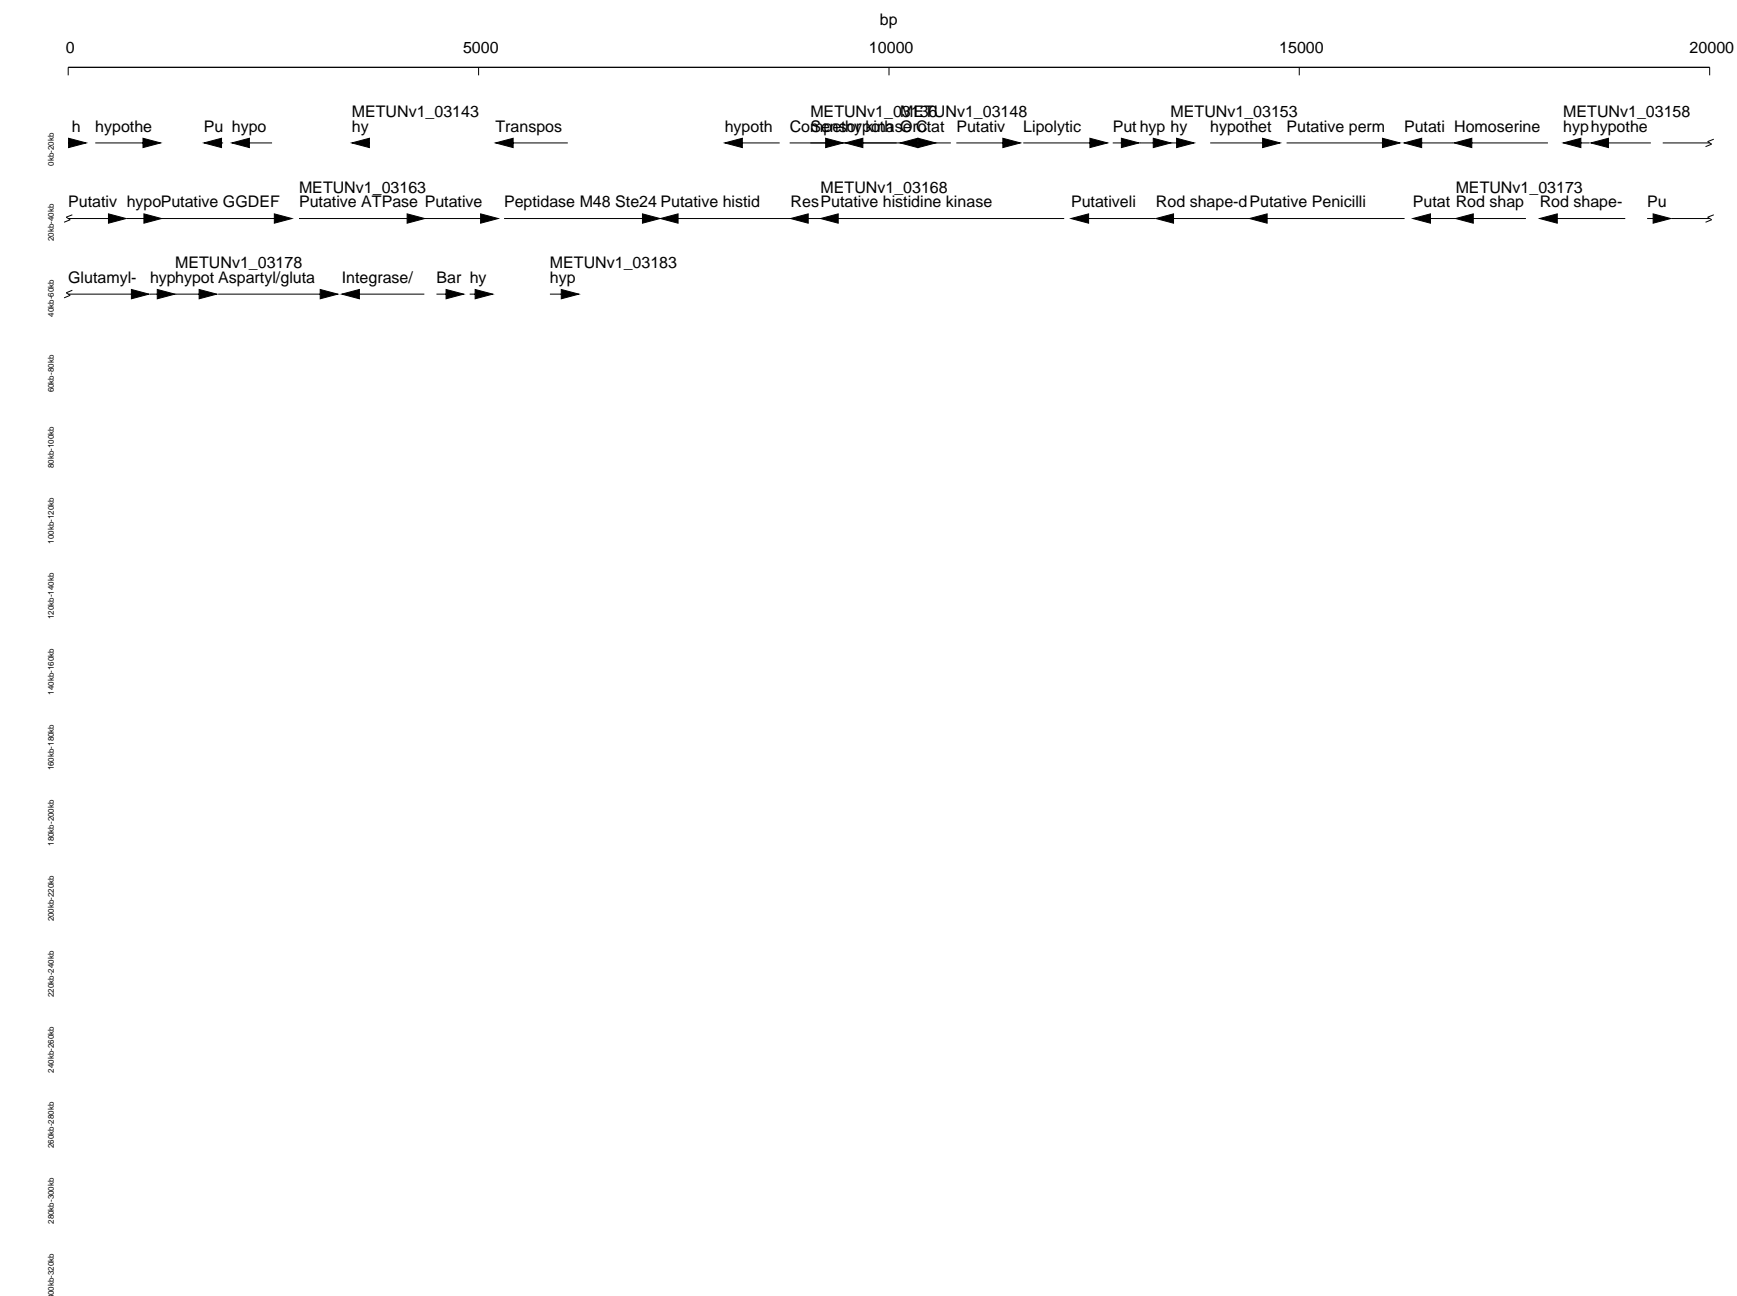 bp
0 5000 10000 15000 20000
METUNv1_03143 METUNv1_03148 METUNv1_03153 METUNv1_03158
h hypothe Pu hypo hy Transpos hypoth Putativ Lipolytic Put hyp hy hypothet Putative perm Putati Homoserine hyp hypothe
0kb-20kb
METUNv1_03163 METUNv1_03168 METUNv1_03173
Putativ hypo Putative GGDEF Putative ATPase Putative Peptidase M48 Ste24 Putative histid Res Putative histidine kinase Putativeli Rod shape-d Putative Penicilli Putat Rod shap Rod shape- Pu
20kb-40kb
METUNv1_03178 METUNv1_03183
Glutamyl- hyp hypot Aspartyl/gluta Integrase/ Bar hy hyp
40kb-60kb
60kb-80kb
80kb-100kb
100kb-120kb
120kb-140kb
140kb-160kb
160kb-180kb
180kb-200kb
200kb-220kb
220kb-240kb
240kb-260kb
260kb-280kb
280kb-300kb
00kb-320kb